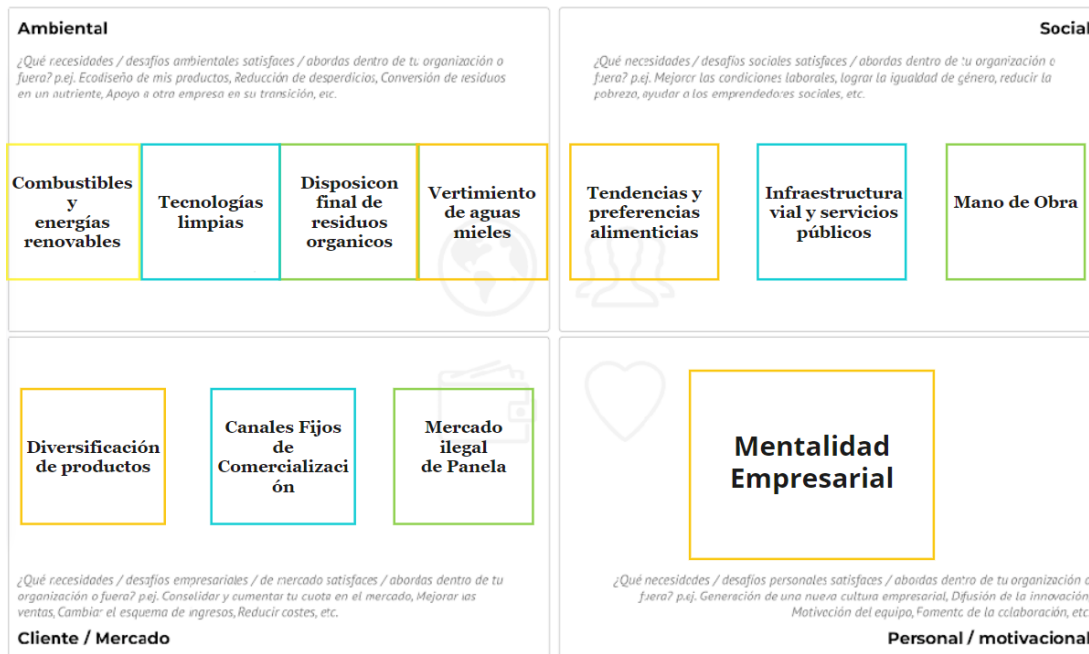 Ambiental
¿Qué necesidades / desafíos ambientales satisfaces / abordas dentro de tu organización o
fuera? p.ej. Ecodiseño de mis productos, Reducción de desperdicios, Conversión de residuos
en un nutriente, Apoyo a otra empresa en su transición, etc.
Combustibles
y
energías
renovables
Tecnologías
limpias
Disposicon
final de
residuos
organicos
Vertimiento
de aguas
mieles
Social
¿Qué necesidades / desafíos sociales satisfaces / abordas dentro de tu organización o
fuera? p.ej. Mejorar las condiciones laborales, lograr la igualdad de género, reducir la
pobreza, ayudar a los emprendedores sociales, etc.
Tendencias y
preferencias
alimenticias
Infraestructura
vial y servicios
públicos
Mano de Obra
Diversificación
de productos
Canales Fijos
de
Comercializaci
ón
Mercado
ilegal
de Panela
¿Qué necesidades / desafíos empresariales / de mercado satisfaces / abordas dentro de tu
organización o fuera? p.ej. Consolidar y aumentar tu cuota en el mercado, Mejorar las
ventas, Cambiar el esquema de ingresos, Reducir costes, etc.
Cliente / Mercado
Mentalidad
Empresarial
¿Qué necesidades / desafíos personales satisfaces / abordas dentro de tu organización o
fuera? p.ej. Generación de una nueva cultura empresarial, Difusión de la innovación,
Motivación del equipo, Fomento de la colaboración, etc.
Personal / motivacional